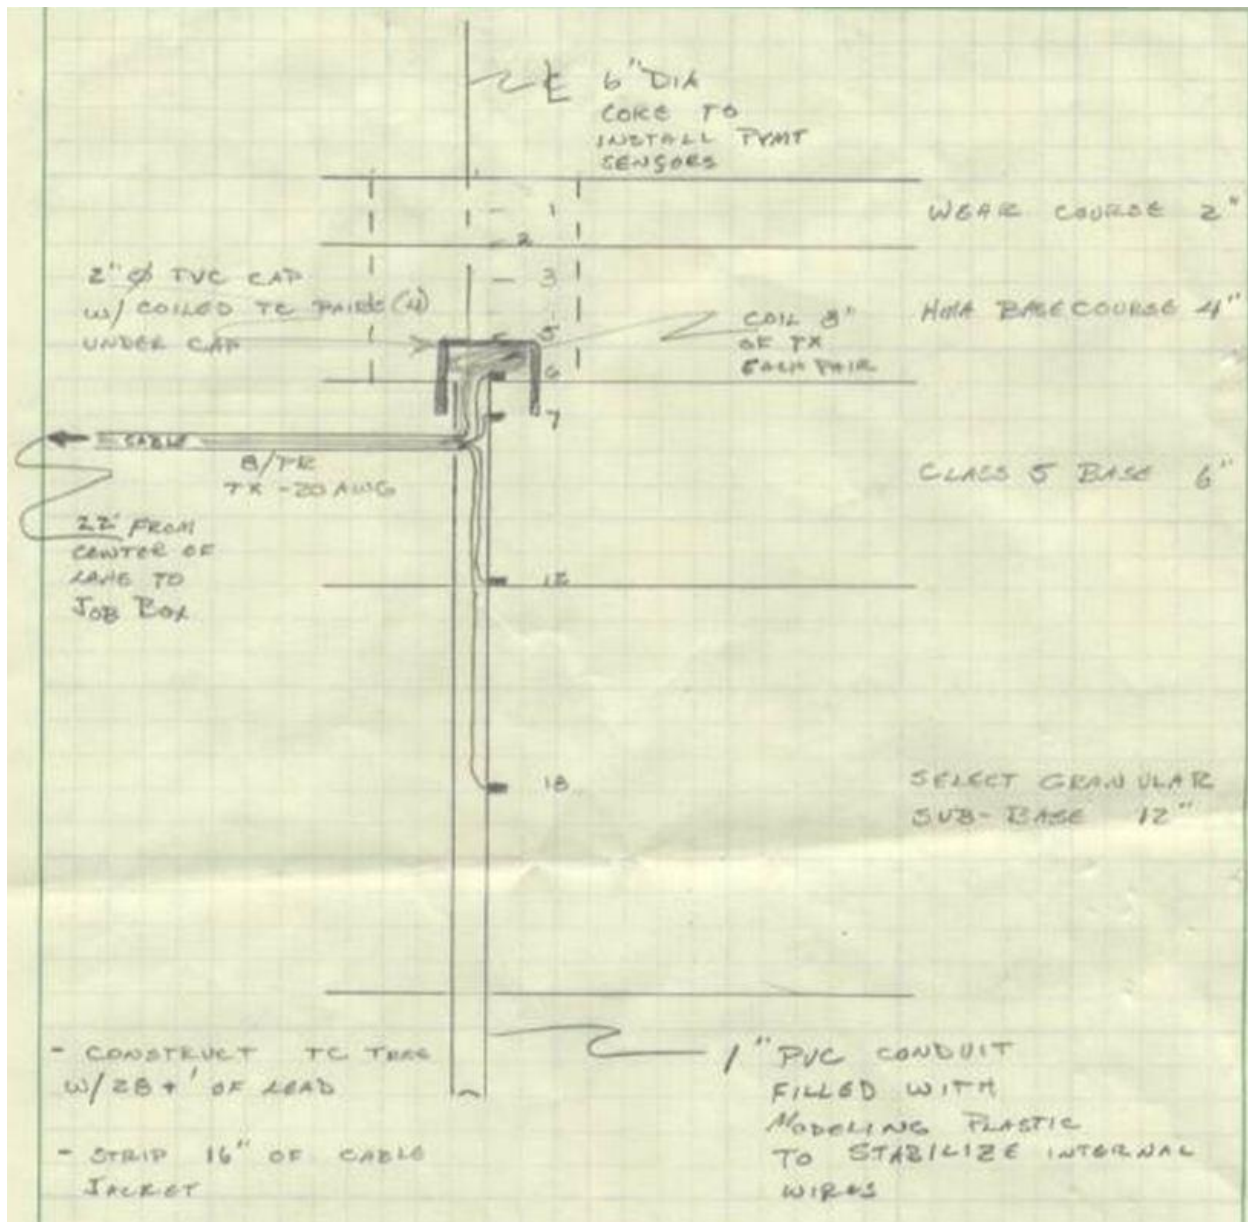 ℄ 6" DIA
CORE TO
INSTALL PVMT
SENSORS
1
WEAR COURSE 2"
2
2" Ø PVC CAP
W/ COILED TC PAIRS (4)
UNDER CAP
3
5
COIL 8"
OF TX
EACH PAIR
HMA BASECOURSE 4"
6
7
CABLE
8/PR
TX -20 AWG
CLASS 5 BASE 6"
22' FROM
CENTER OF
LANE TO
JOB BOX
12
18
SELECT GRANULAR
SUB-BASE 12"
- CONSTRUCT TC TREE
W/ 28+' OF LEAD
- STRIP 16" OF CABLE
JACKET
1" PVC CONDUIT
FILLED WITH
MODELING PLASTIC
TO STABILIZE INTERNAL
WIRES